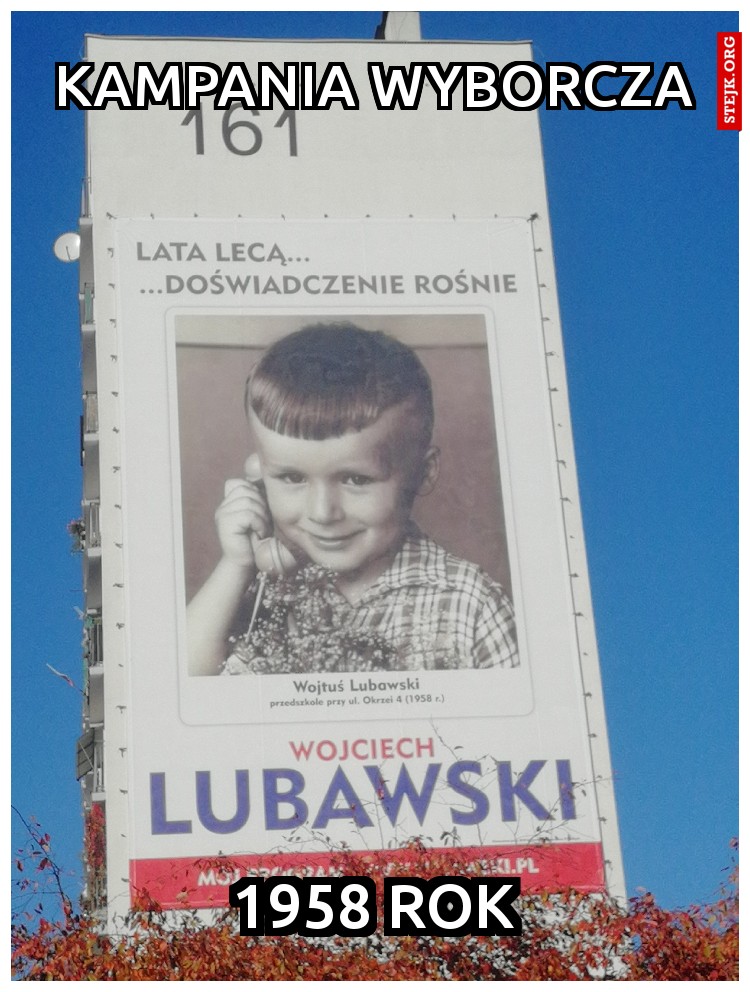 KAMPANIA WYBORCZA
STEJK.ORG
161
LATA LECĄ...
...DOŚWIADCZENIE ROŚNIE
Wojtuś Lubawski
przedszkole przy ul. Okrzei 4 (1958 r.)
WOJCIECH
LUBAWSKI
1958 ROK